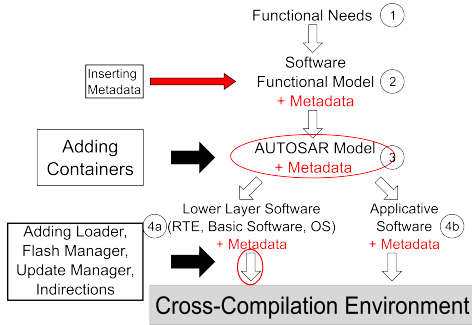 Functional Needs
1
Software
Functional Model
2
+ Metadata
Inserting
Metadata
AUTOSAR Model
3
+ Metadata
Adding
Containers
Lower Layer Software
(RTE, Basic Software, OS)
+ Metadata
4a
Applicative
Software
4b
+ Metadata
Adding Loader,
Flash Manager,
Update Manager,
Indirections
Cross-Compilation Environment